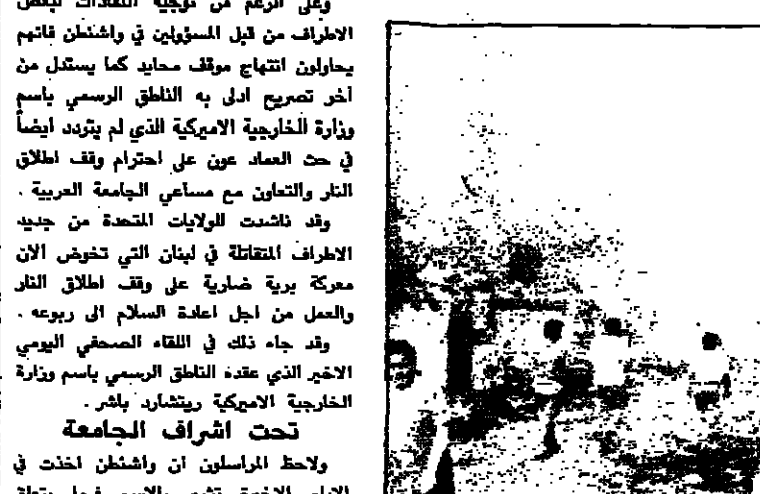 وعلى الرغم من توجيه انتقادات لبعض
الاطراف من قبل المسؤولين في واشنطن فانهم
يحاولون انتهاج موقف محايد كما يستدل من
آخر تصريح ادلى به الناطق الرسمي باسم
وزارة الخارجية الاميركية الذي لم يتردد ايضاً
في حث العماد عون على احترام وقف اطلاق
النار والتعاون مع مساعي الجامعة العربية .
وقد ناشدت الولايات المتحدة من جديد
الاطراف المتقاتلة في لبنان التي تخوض الآن
معركة برية ضارية على وقف اطلاق النار
والعمل من اجل اعادة السلام الى ربوعه .
وقد جاء ذلك في اللقاء الصحفي اليومي
الاخير الذي عقده الناطق الرسمي باسم وزارة
الخارجية الاميركية ريتشارد باشر .
تحت اشراف الجامعة
ولاحظ المراسلون ان واشنطن اخذت في